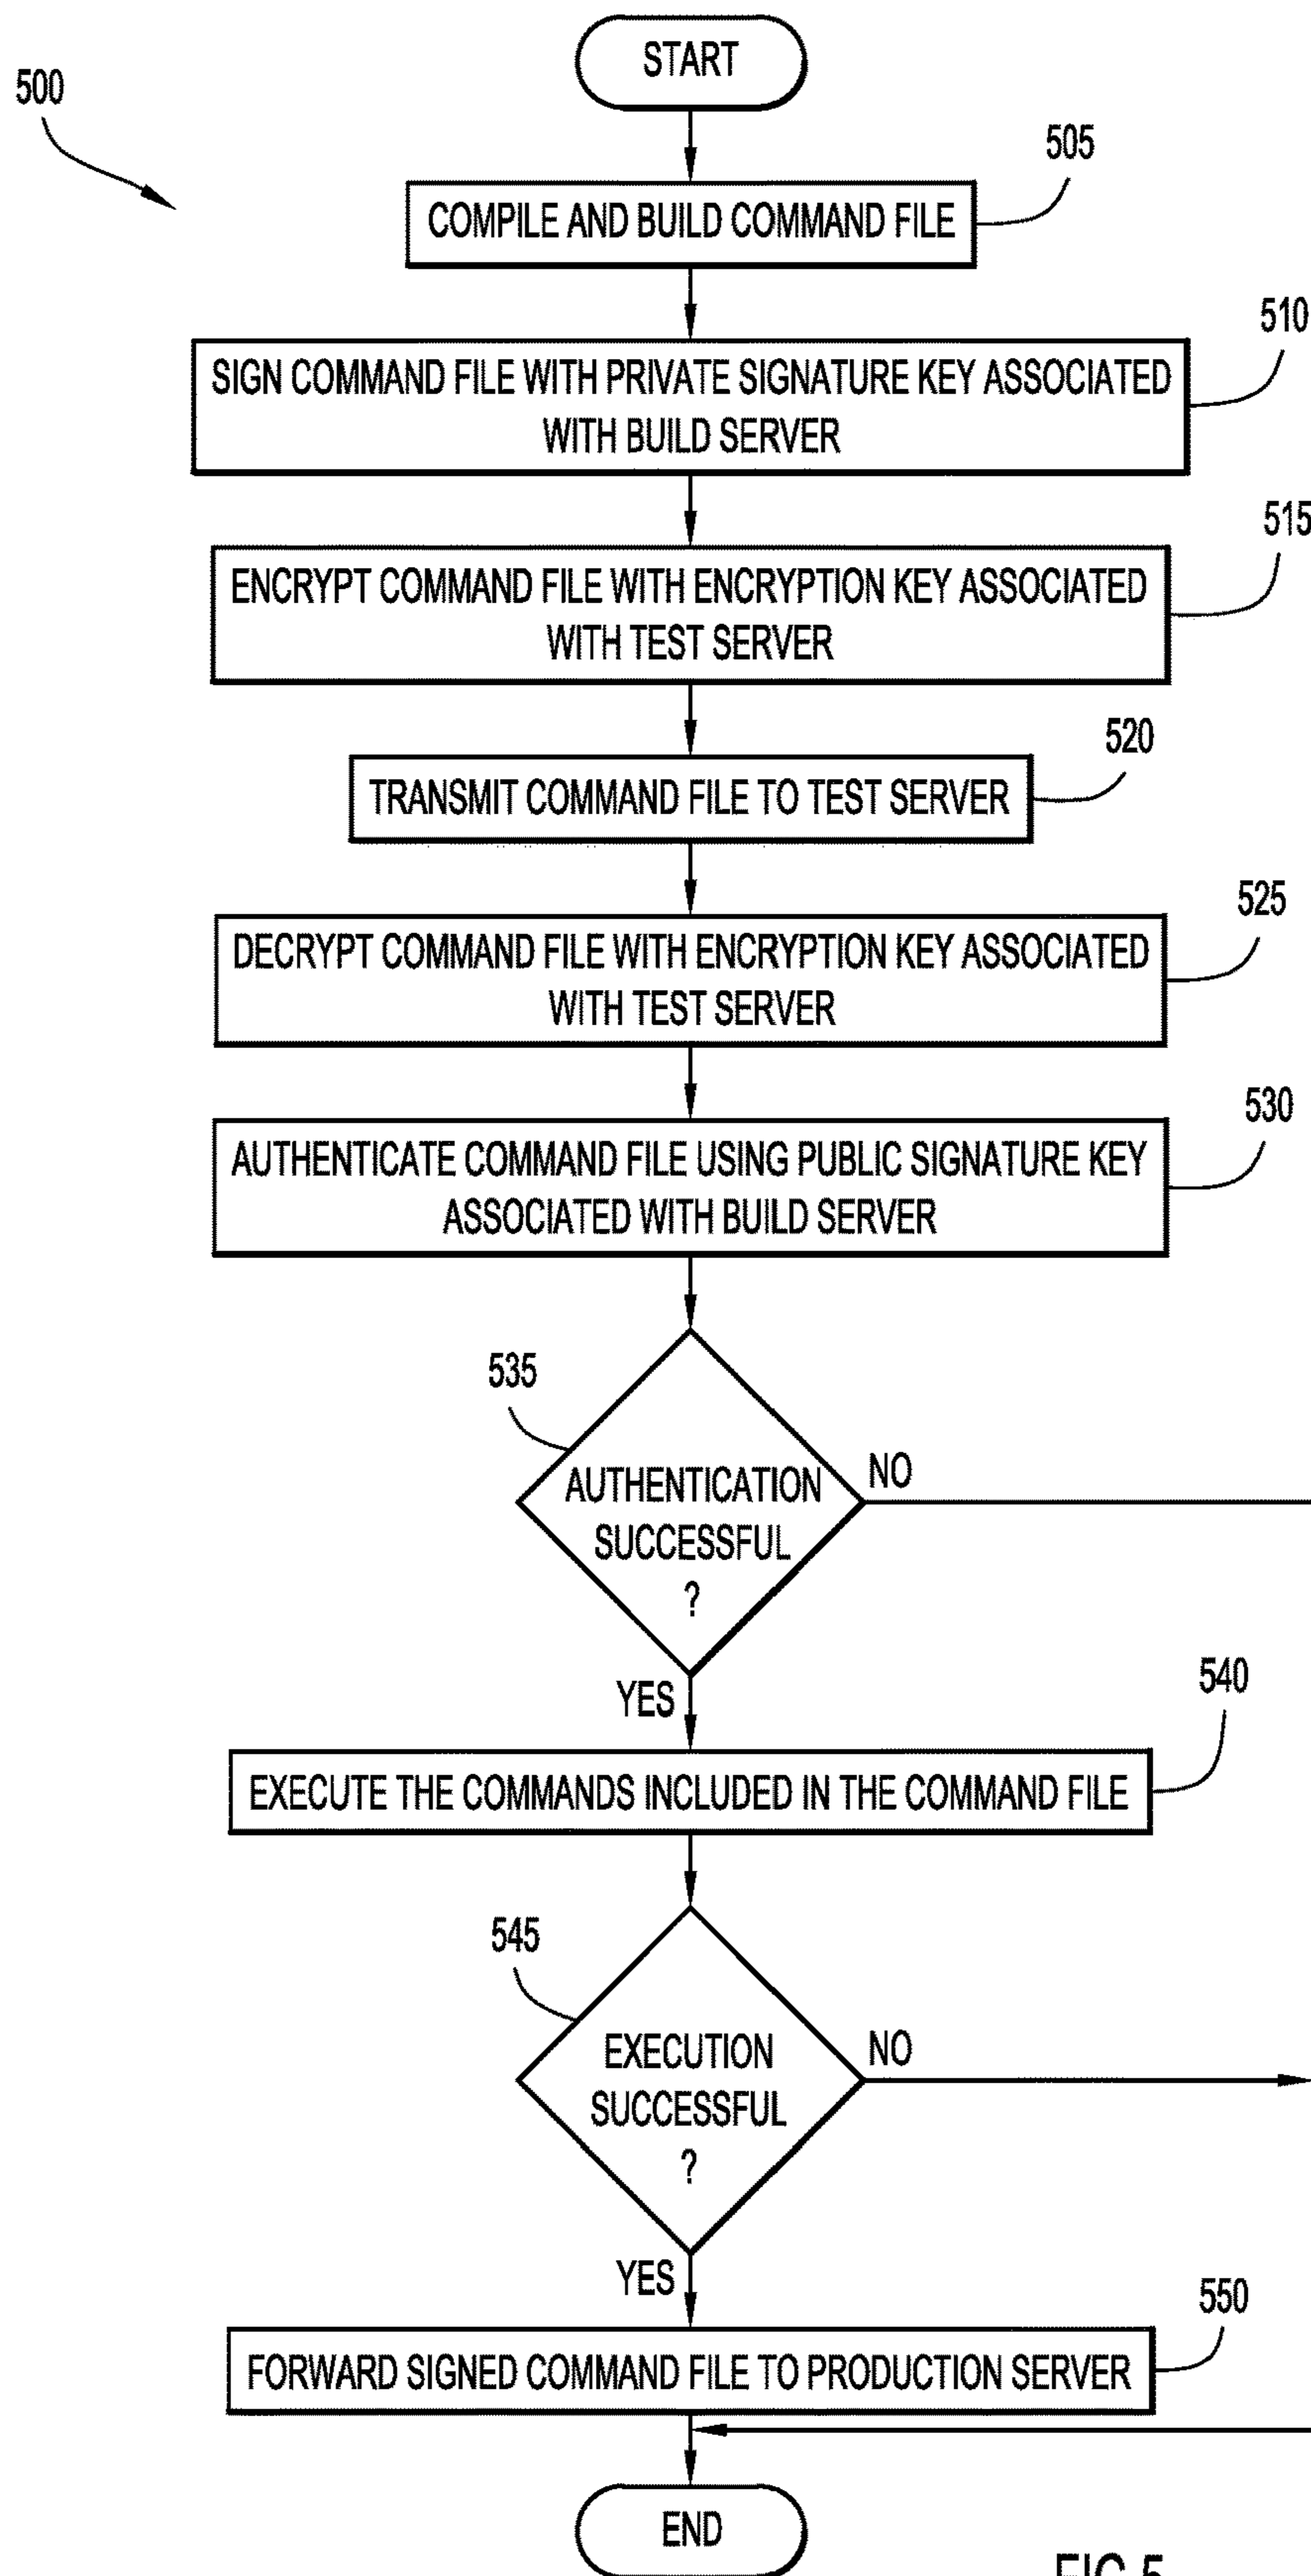 START
500
505
COMPILE AND BUILD COMMAND FILE
510
SIGN COMMAND FILE WITH PRIVATE SIGNATURE KEY ASSOCIATED
WITH BUILD SERVER
515
ENCRYPT COMMAND FILE WITH ENCRYPTION KEY ASSOCIATED
WITH TEST SERVER
520
TRANSMIT COMMAND FILE TO TEST SERVER
525
DECRYPT COMMAND FILE WITH ENCRYPTION KEY ASSOCIATED
WITH TEST SERVER
530
AUTHENTICATE COMMAND FILE USING PUBLIC SIGNATURE KEY
ASSOCIATED WITH BUILD SERVER
535
AUTHENTICATION
SUCCESSFUL
?
NO
YES
540
EXECUTE THE COMMANDS INCLUDED IN THE COMMAND FILE
545
EXECUTION
SUCCESSFUL
?
NO
YES
550
FORWARD SIGNED COMMAND FILE TO PRODUCTION SERVER
END
FIG.5